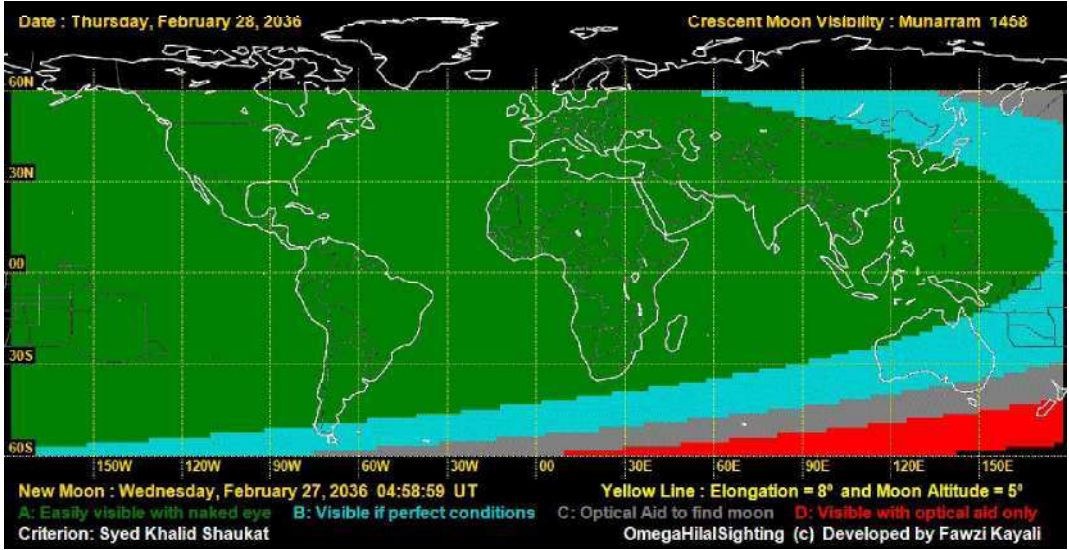 Date : Thursday, February 28, 2036
Crescent Moon Visibility : Munarram 1458
60N
30N
00
30S
60S
150W 120W 90W 60W 30W 00 30E 60E 90E 120E 150E
New Moon : Wednesday, February 27, 2036 04:58:59 UT
Yellow Line : Elongation = 8º and Moon Altitude = 5º
A: Easily visible with naked eye B: Visible if perfect conditions C: Optical Aid to find moon D: Visible with optical aid only
Criterion: Syed Khalid Shaukat
OmegaHilalSighting (c) Developed by Fawzi Kayali